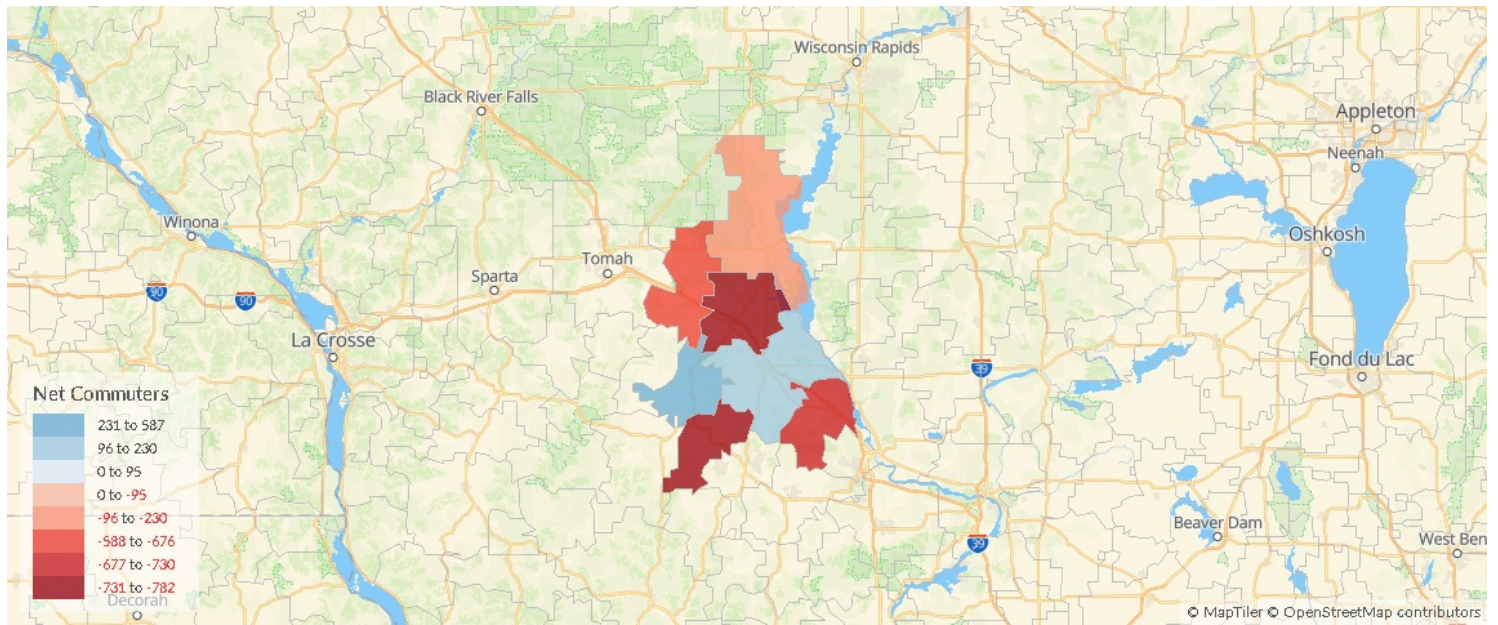 Wisconsin Rapids
Black River Falls
Appleton
Neenah
Winona
Oshkosh
Tomah
Sparta
90
90
La Crosse
39
Fond du Lac
Net Commuters
231 to 587
96 to 230
0 to 95
0 to -95
-96 to -230
-588 to -676
-677 to -730
-731 to -782
Decorah
Beaver Dam
39
West Ben
© MapTiler © OpenStreetMap contributors